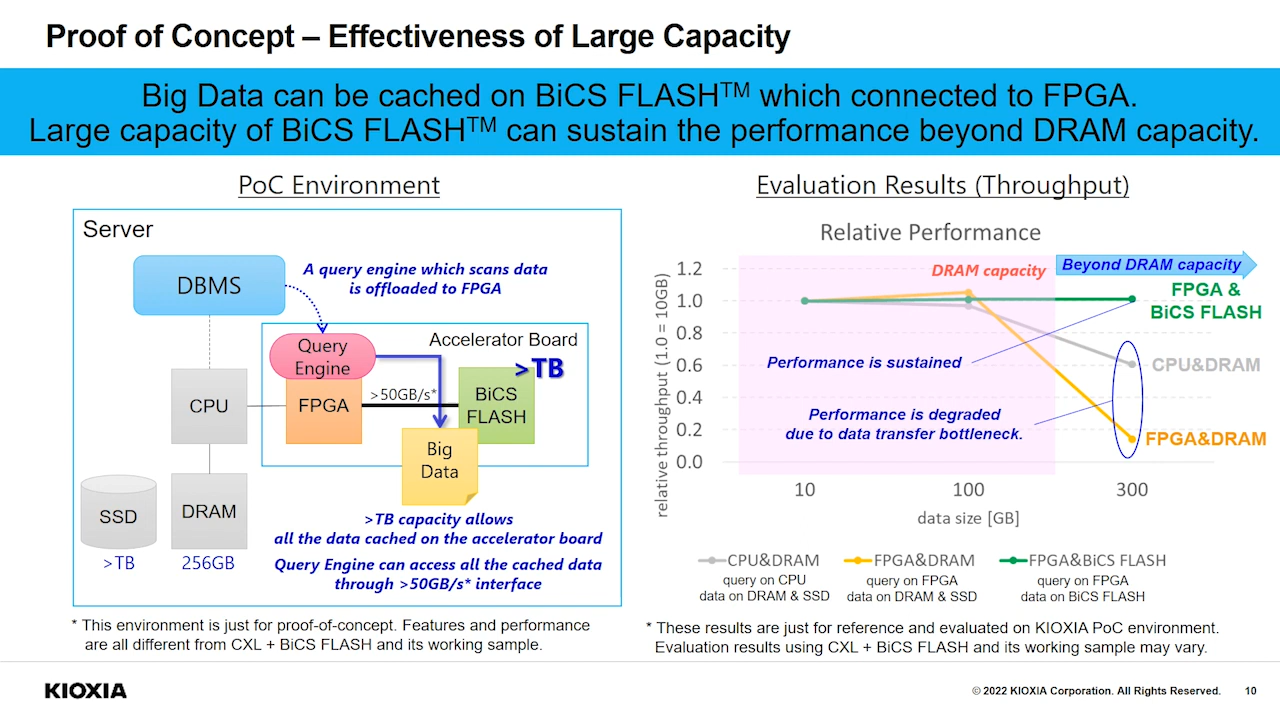 Proof of Concept – Effectiveness of Large Capacity
Big Data can be cached on BiCS FLASH™ which connected to FPGA.
Large capacity of BiCS FLASH™ can sustain the performance beyond DRAM capacity.
PoC Environment
Server
DBMS
A query engine which scans data
is offloaded to FPGA
Accelerator Board
Query
Engine
>TB
CPU
FPGA
>50GB/s*
BiCS
FLASH
Big
Data
SSD
DRAM
>TB
256GB
>TB capacity allows
all the data cached on the accelerator board
Query Engine can access all the cached data
through >50GB/s* interface
* This environment is just for proof-of-concept. Features and performance
are all different from CXL + BiCS FLASH and its working sample.
Evaluation Results (Throughput)
Relative Performance
relative throughput (1.0 = 10GB)
1.2
1.0
0.8
0.6
0.4
0.2
0.0
DRAM capacity
Beyond DRAM capacity
FPGA &
BiCS FLASH
Performance is sustained
CPU&DRAM
Performance is degraded
due to data transfer bottleneck.
FPGA&DRAM
10
100
300
data size [GB]
CPU&DRAM
query on CPU
data on DRAM & SSD
FPGA&DRAM
query on FPGA
data on DRAM & SSD
FPGA&BiCS FLASH
query on FPGA
data on BiCS FLASH
* These results are just for reference and evaluated on KIOXIA PoC environment.
Evaluation results using CXL + BiCS FLASH and its working sample may vary.
KIOXIA
© 2022 KIOXIA Corporation. All Rights Reserved.
10